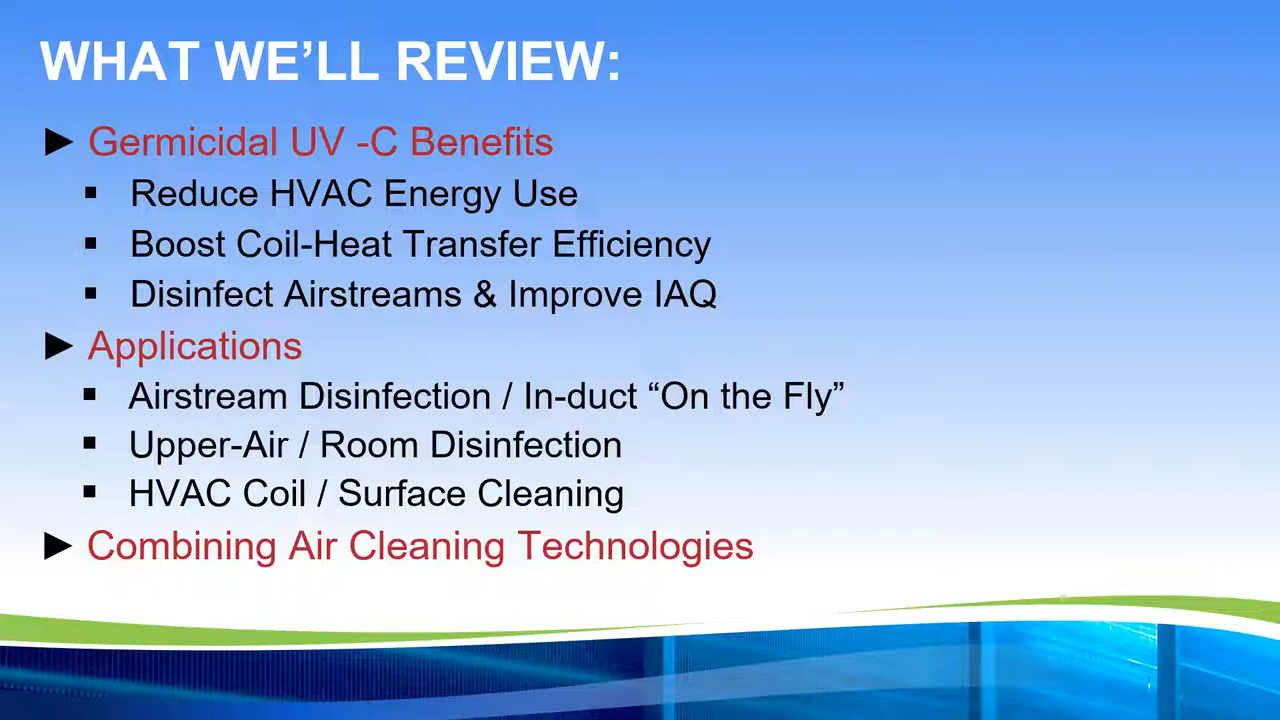 WHAT WE’LL REVIEW:
► Germicidal UV -C Benefits
▪ Reduce HVAC Energy Use
▪ Boost Coil-Heat Transfer Efficiency
▪ Disinfect Airstreams & Improve IAQ
► Applications
▪ Airstream Disinfection / In-duct “On the Fly”
▪ Upper-Air / Room Disinfection
▪ HVAC Coil / Surface Cleaning
► Combining Air Cleaning Technologies